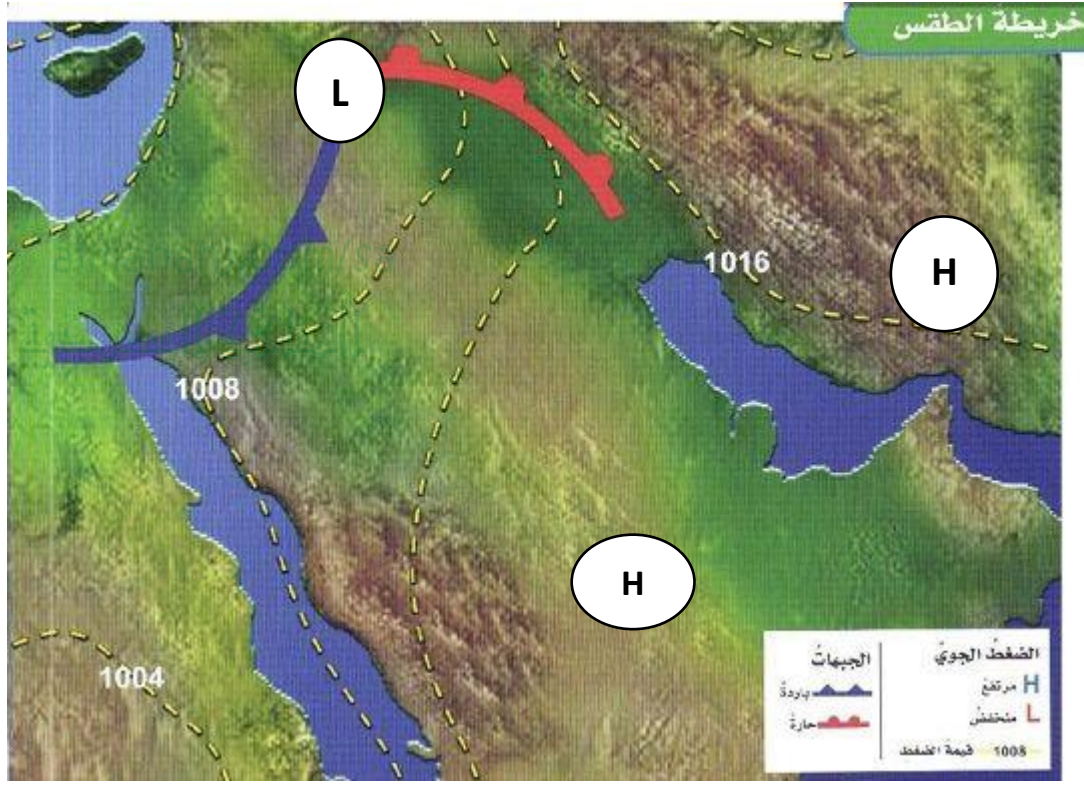 خريطة الطقس
L
H
1016
1008
H
1004
الضغط الجويّ
H مرتفع
L منخفضٌ
1008 قيمة الضغط
الجبهاتُ
باردةٌ
حارةٌ